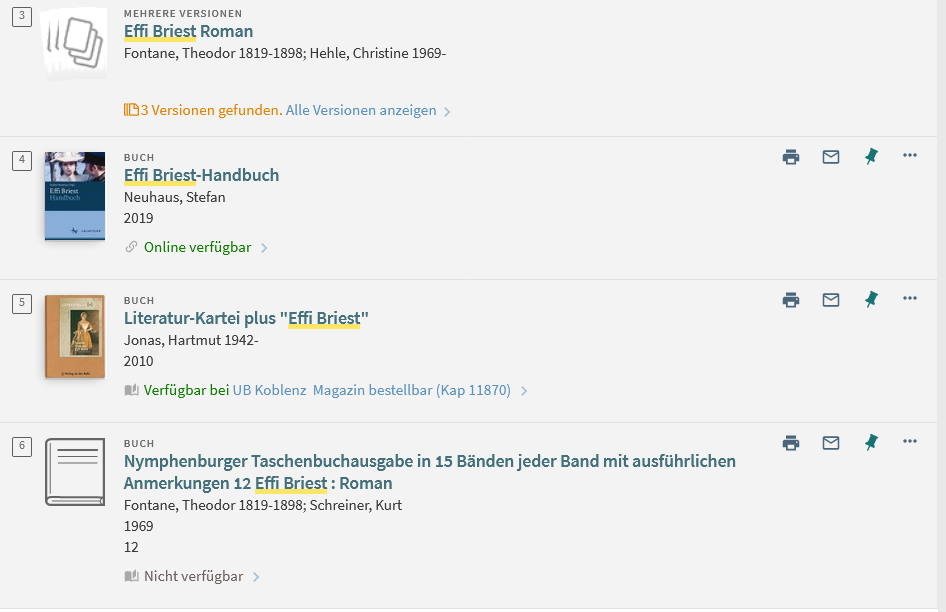 3
MEHRERE VERSIONEN
Effi Briest Roman
Fontane, Theodor 1819-1898; Hehle, Christine 1969-
3 Versionen gefunden. Alle Versionen anzeigen
4
BUCH
Effi Briest-Handbuch
Neuhaus, Stefan
2019
Online verfügbar
Effi Briest
Handbuch
5
BUCH
Literatur-Kartei plus "Effi Briest"
Jonas, Hartmut 1942-
2010
Verfügbar bei UB Koblenz Magazin bestellbar (Kap 11870)
6
BUCH
Nymphenburger Taschenbuchausgabe in 15 Bänden jeder Band mit ausführlichen
Anmerkungen 12 Effi Briest : Roman
Fontane, Theodor 1819-1898; Schreiner, Kurt
1969
12
Nicht verfügbar